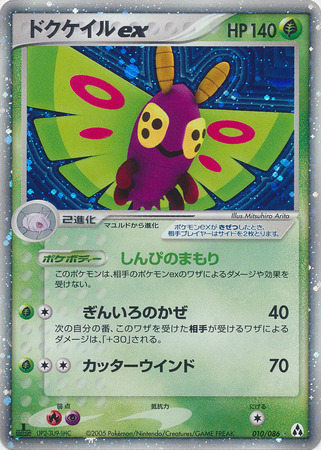 ドクケイルex HP140
Illus. Mitsuhiro Arita
2進化 マユルドから進化
ポケモンexがきぜつしたとき、
相手プレイヤーはサイドを2枚とります。
ポケボディー しんぴのまもり
このポケモンは、相手のポケモンexのワザによるダメージや効果を
受けない。
ぎんいろのかぜ 40
次の自分の番、このワザを受けた相手が受けるワザのダメージ
は、「+30」される。
カッターウインド 70
弱点 抵抗力 にげる
©2005 Pokémon/Nintendo/Creatures/GAME FREAK. 010/086